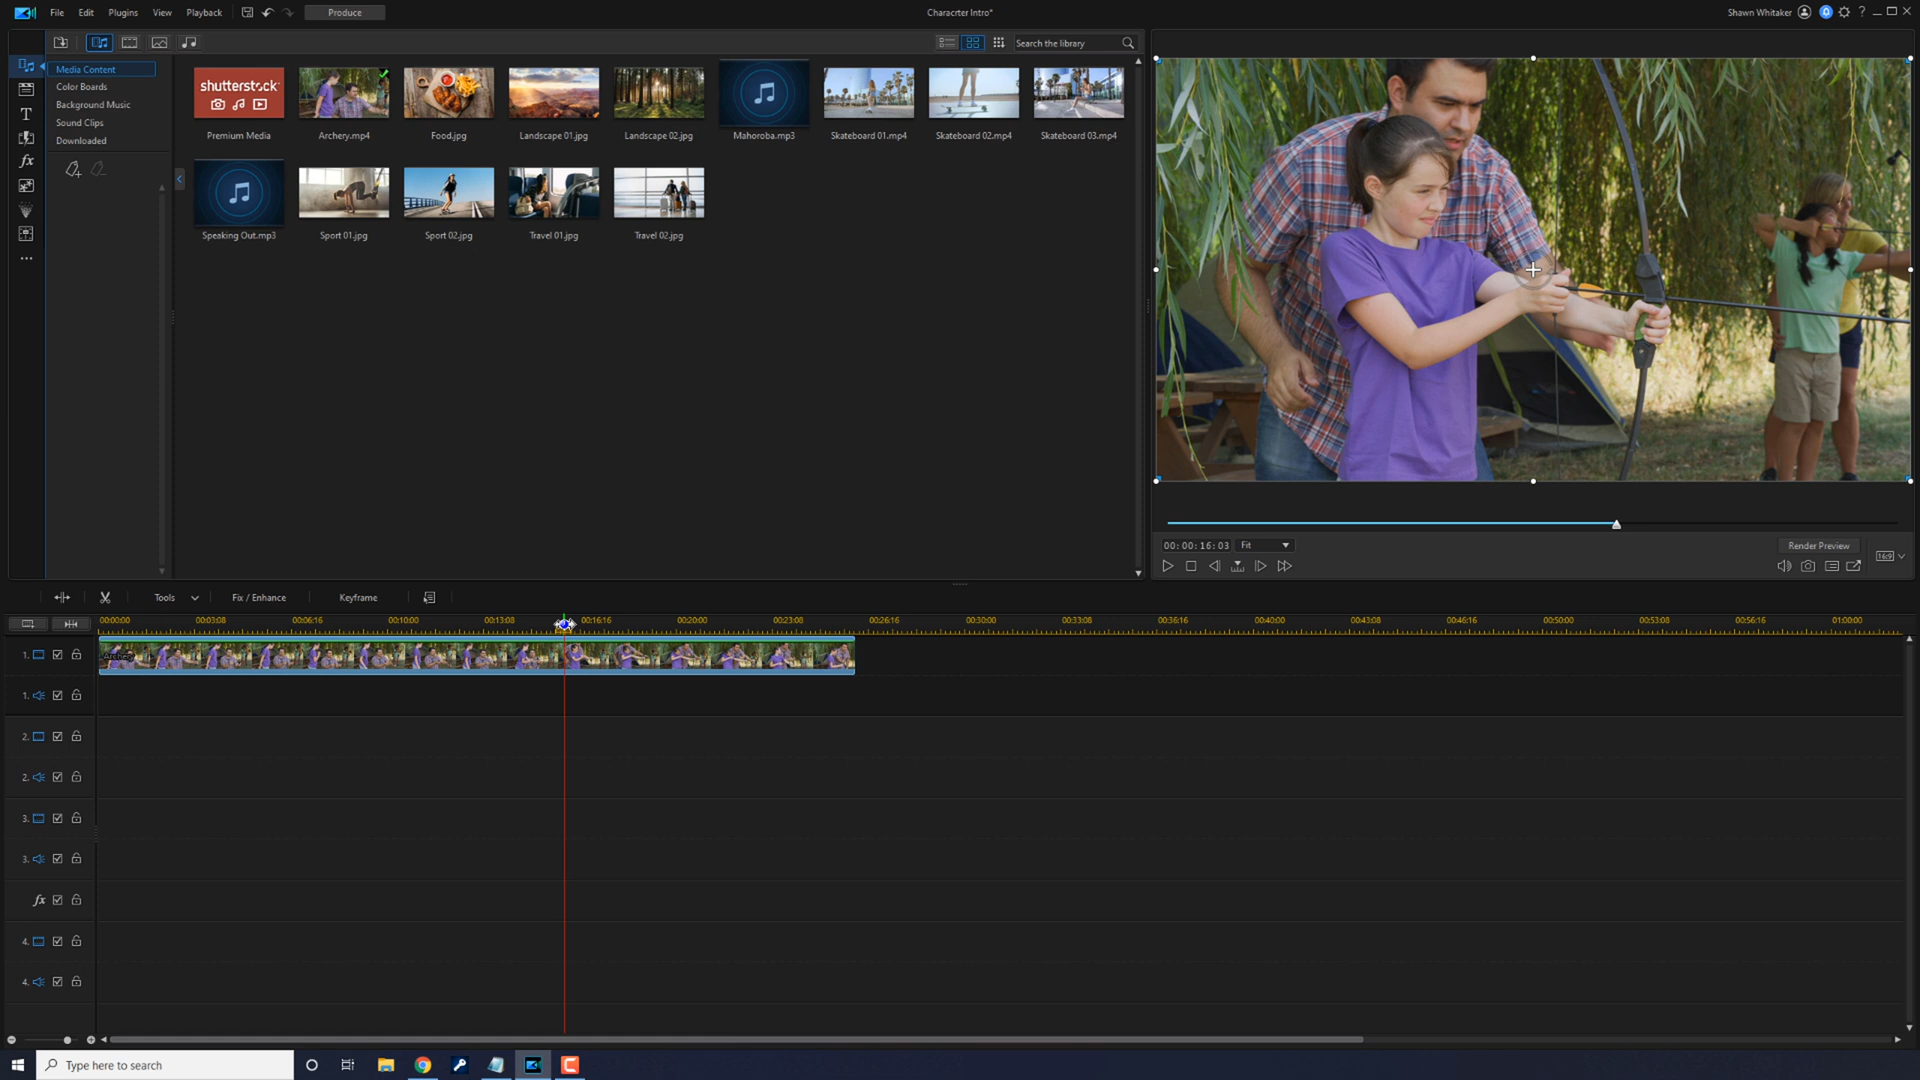 File Edit Plugins View Playback Produce Characrter Intro* Shawn Whitaker ?
Search the library
Media Content
Color Boards
Background Music
Sound Clips
Downloaded
T
fx
shutterstock
Premium Media Archery.mp4 Food.jpg Landscape 01.jpg Landscape 02.jpg Mahoroba.mp3 Skateboard 01.mp4 Skateboard 02.mp4 Skateboard 03.mp4
Speaking Out.mp3 Sport 01.jpg Sport 02.jpg Travel 01.jpg Travel 02.jpg
00:00:16:03 Fit Render Preview
16:9
Tools Fix / Enhance Keyframe
00:00:00 00:03:08 00:06:16 00:10:00 00:13:08 00:16:16 00:20:00 00:23:08 00:26:16 00:30:00 00:33:08 00:36:16 00:40:00 00:43:08 00:46:16 00:50:00 00:53:08 00:56:16 01:00:00
1. Archery
1.
2.
2.
3.
3.
fx
4.
4.
Type here to search